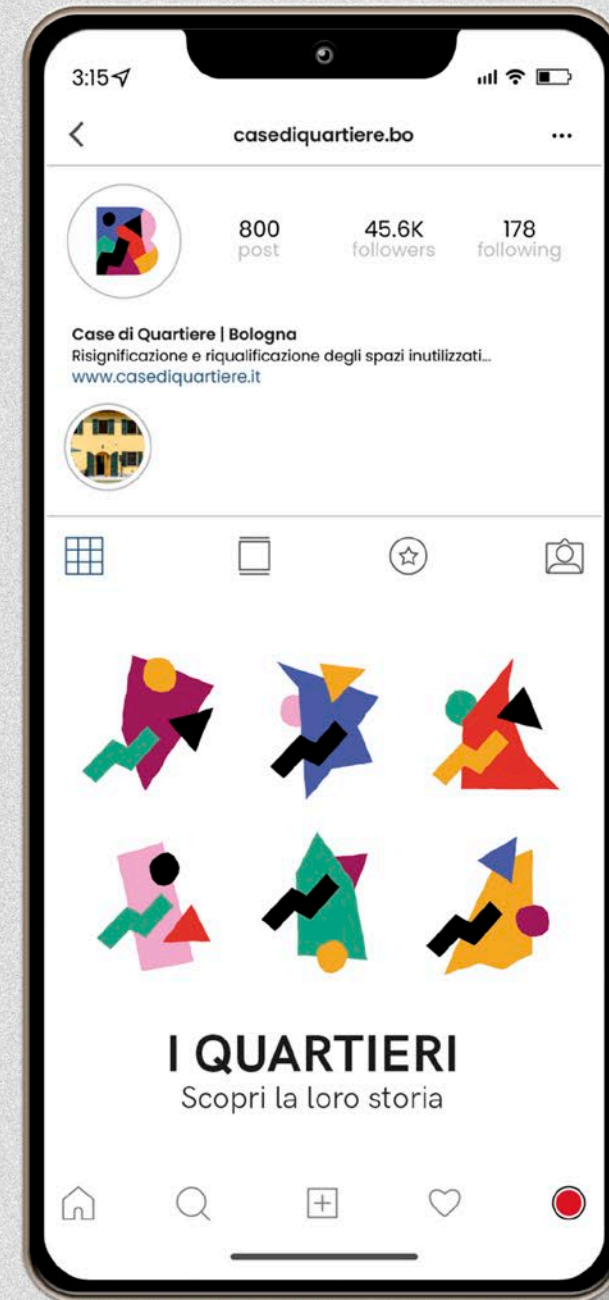 3:15
casediquartiere.bo
B
800 45.6K 178
post followers following
Case di Quartiere | Bologna
Risignificazione e riqualificazione degli spazi inutilizzati...
www.casediquartiere.it
I QUARTIERI
Scopri la loro storia